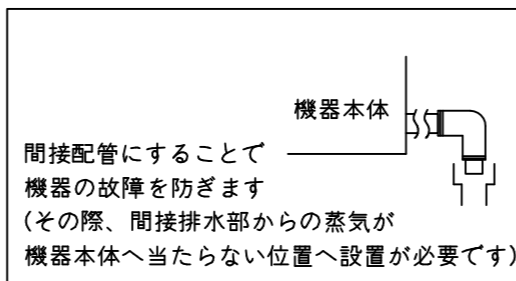 機器本体
間接配管にすることで
機器の故障を防ぎます
(その際、間接排水部からの蒸気が
機器本体へ当たらない位置へ設置が必要です)